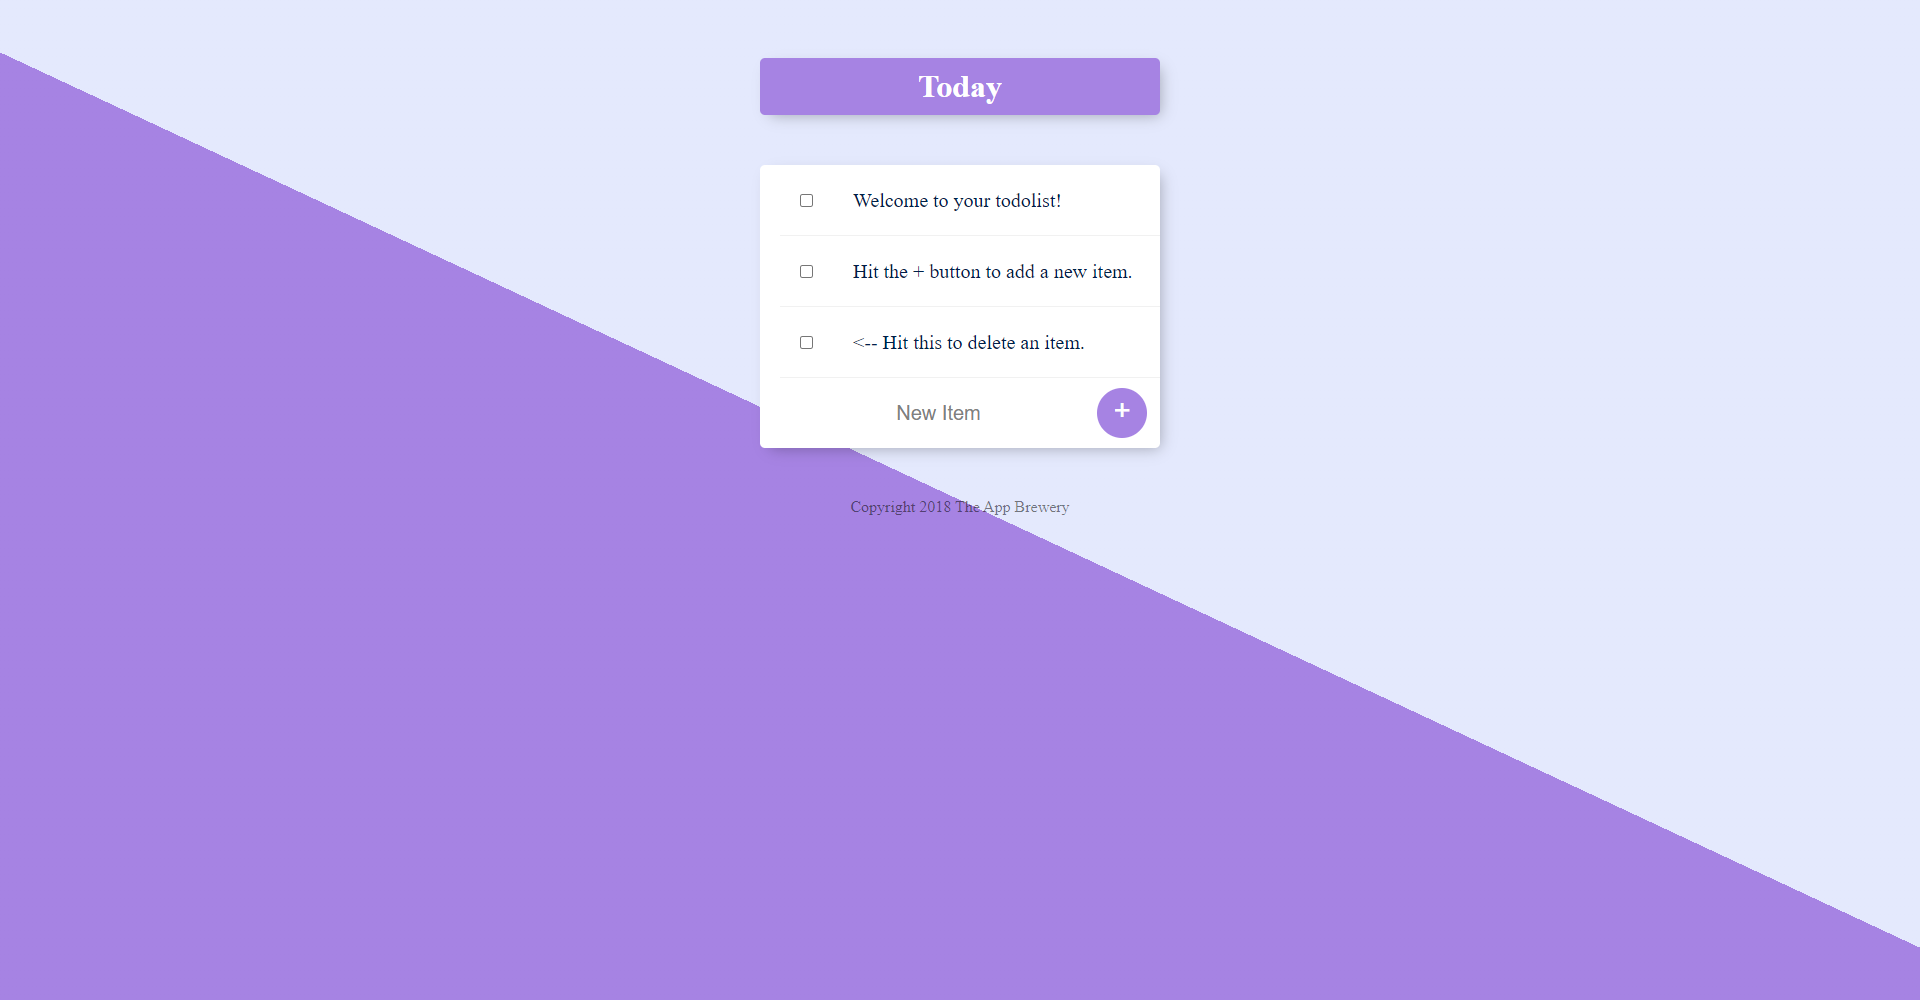 Today
Welcome to your todolist!
Hit the + button to add a new item.
<-- Hit this to delete an item.
New Item
+
Copyright 2018 The App Brewery